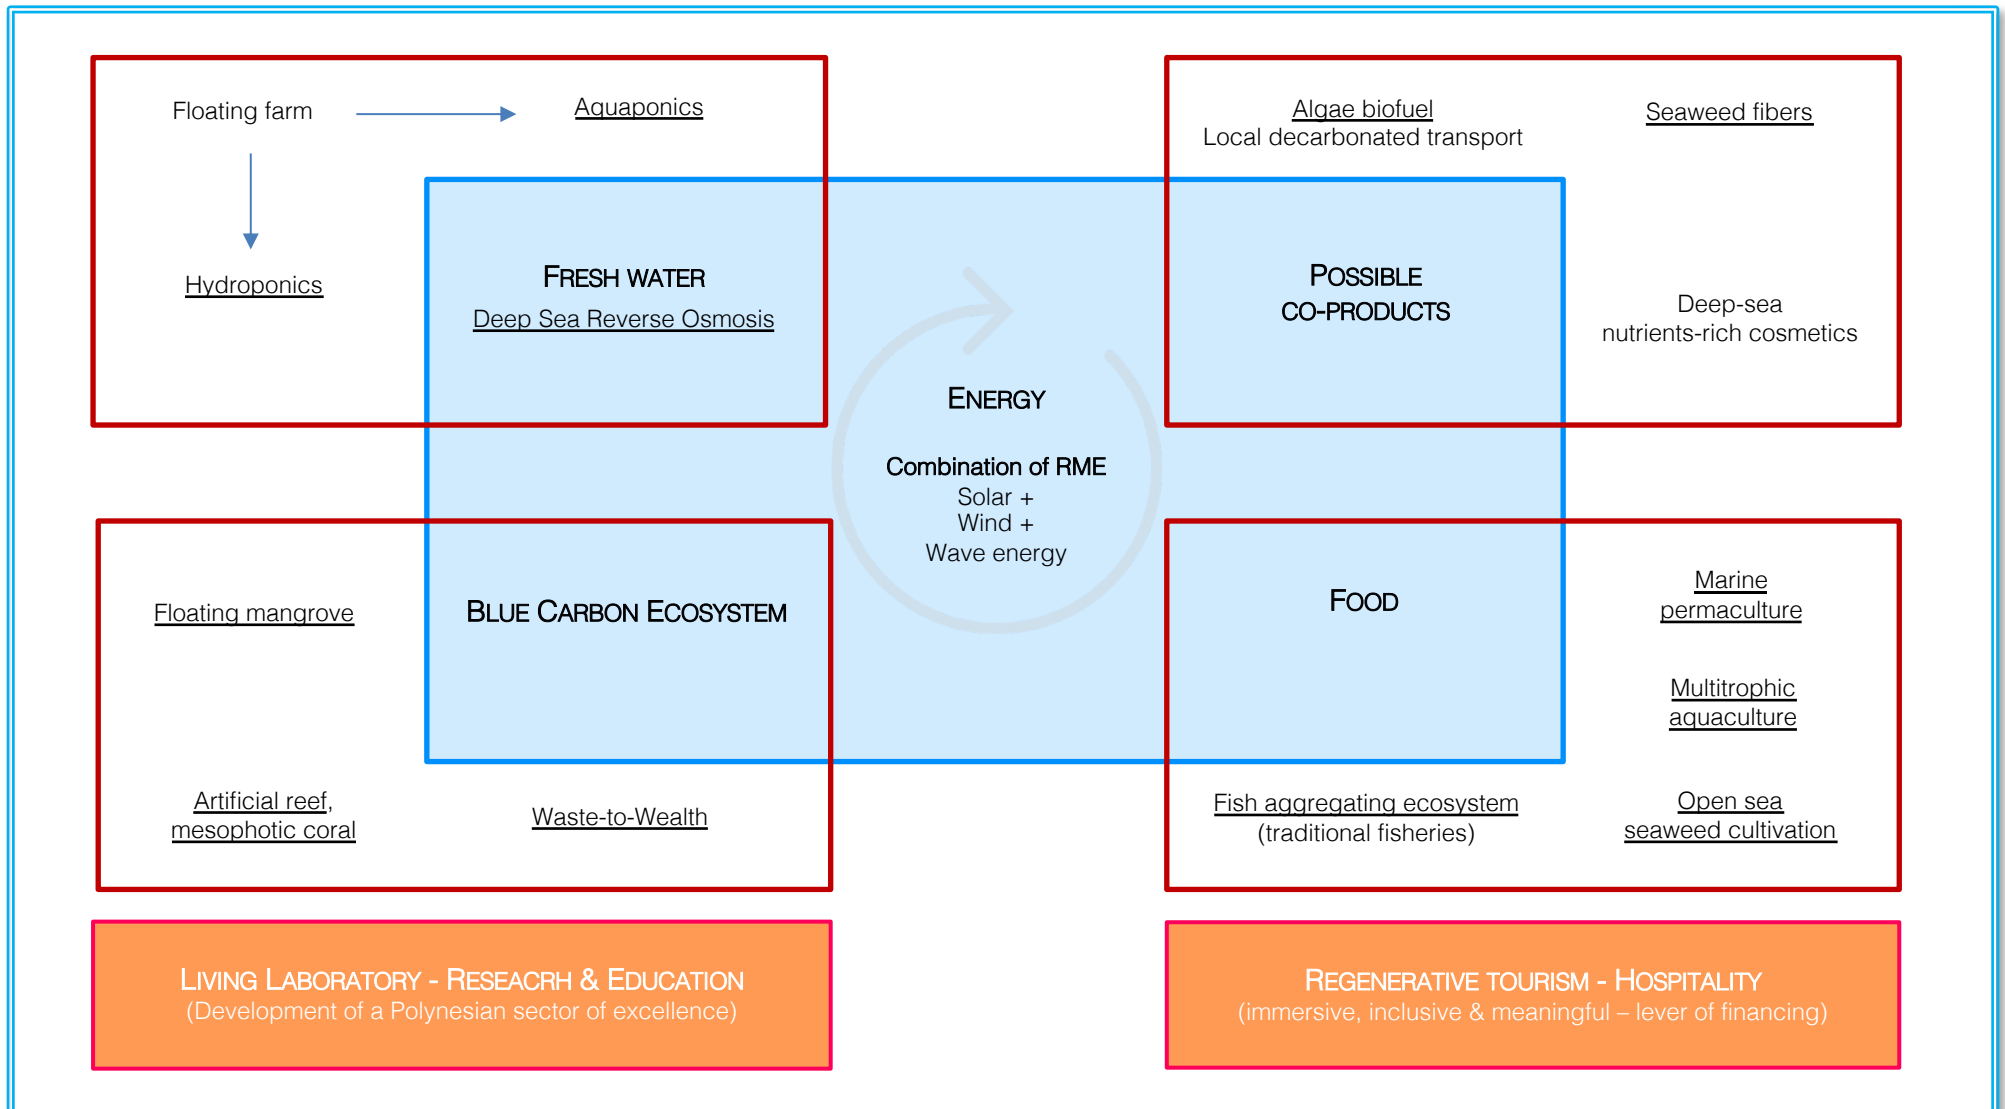 Floating farm
Aquaponics
Hydroponics
FRESH WATER
Deep Sea Reverse Osmosis
Algae biofuel
Local decarbonated transport
Seaweed fibers
POSSIBLE
CO-PRODUCTS
Deep-sea
nutrients-rich cosmetics
ENERGY
Combination of RME
Solar +
Wind +
Wave energy
Floating mangrove
BLUE CARBON ECOSYSTEM
Artificial reef,
mesophotic coral
Waste-to-Wealth
FOOD
Marine
permaculture
Multitrophic
aquaculture
Fish aggregating ecosystem
(traditional fisheries)
Open sea
seaweed cultivation
LIVING LABORATORY - RESEACRH & EDUCATION
(Development of a Polynesian sector of excellence)
REGENERATIVE TOURISM - HOSPITALITY
(immersive, inclusive & meaningful – lever of financing)